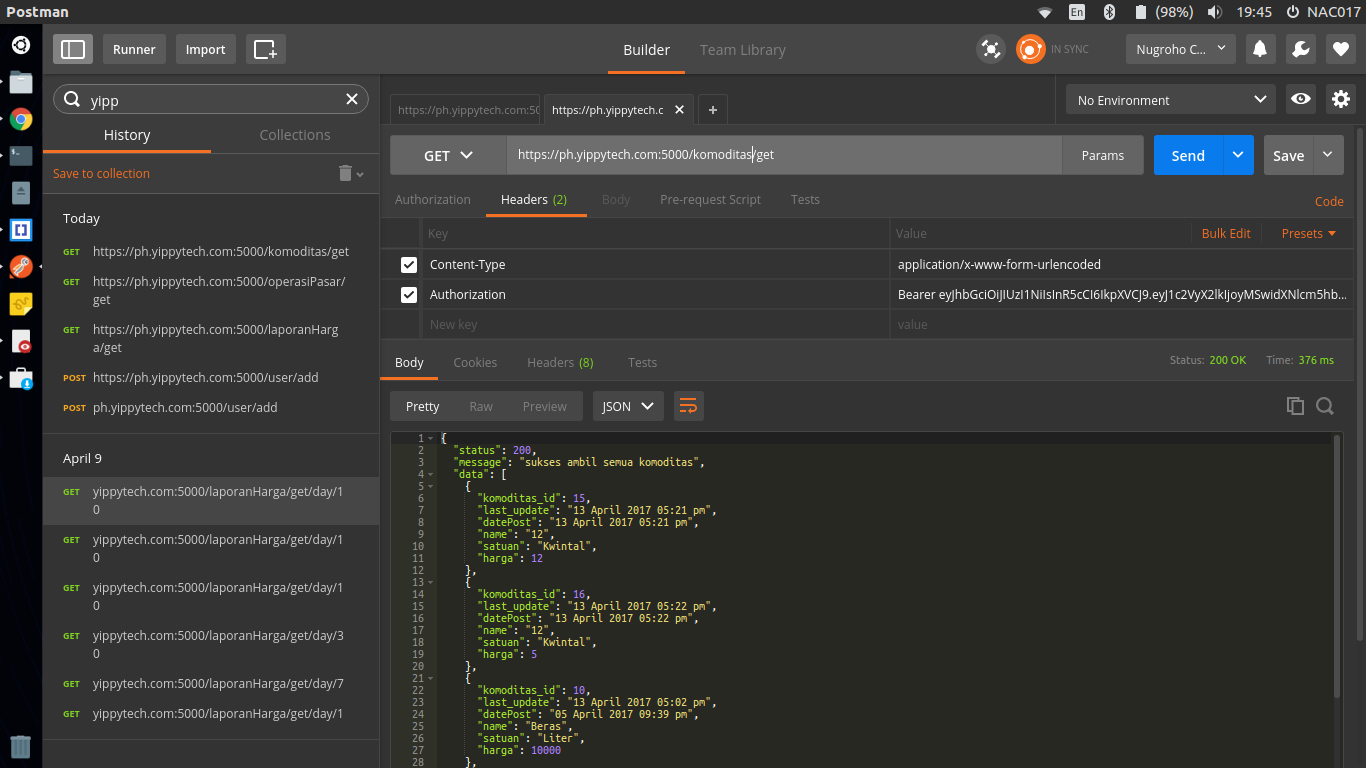 Postman
En
(98%)
19:45
NAC017
Runner
Import
Builder
Team Library
IN SYNC
Nugroho C...
yipp
History
Collections
Save to collection
Today
GET https://ph.yippytech.com:5000/komoditas/get
GET https://ph.yippytech.com:5000/operasiPasar/
get
GET https://ph.yippytech.com:5000/laporanHarg
a/get
POST https://ph.yippytech.com:5000/user/add
POST ph.yippytech.com:5000/user/add
April 9
GET yippytech.com:5000/laporanHarga/get/day/1
0
GET yippytech.com:5000/laporanHarga/get/day/1
0
GET yippytech.com:5000/laporanHarga/get/day/1
0
GET yippytech.com:5000/laporanHarga/get/day/3
0
GET yippytech.com:5000/laporanHarga/get/day/7
GET yippytech.com:5000/laporanHarga/get/day/1
https://ph.yippytech.com:50
https://ph.yippytech.c
No Environment
GET
https://ph.yippytech.com:5000/komoditas/get
Params
Send
Save
Authorization
Headers (2)
Body
Pre-request Script
Tests
Code
Key
Value
Bulk Edit
Presets
Content-Type
application/x-www-form-urlencoded
Authorization
Bearer eyJhbGciOiJIUzI1NiIsInR5cCI6IkpXVCJ9.eyJ1c2VyX2lkIjoyMSwidXNlcm5hb...
New key
value
Body
Cookies
Headers (8)
Tests
Status: 200 OK
Time: 376 ms
Pretty
Raw
Preview
JSON
1 {
2 "status": 200,
3 "message": "sukses ambil semua komoditas",
4 "data": [
5 {
6 "komoditas_id": 15,
7 "last_update": "13 April 2017 05:21 pm",
8 "datePost": "13 April 2017 05:21 pm",
9 "name": "12",
10 "satuan": "Kwintal",
11 "harga": 12
12 },
13 {
14 "komoditas_id": 16,
15 "last_update": "13 April 2017 05:22 pm",
16 "datePost": "13 April 2017 05:22 pm",
17 "name": "12",
18 "satuan": "Kwintal",
19 "harga": 5
20 },
21 {
22 "komoditas_id": 10,
23 "last_update": "13 April 2017 05:02 pm",
24 "datePost": "05 April 2017 09:39 pm",
25 "name": "Beras",
26 "satuan": "Liter",
27 "harga": 10000
28 },